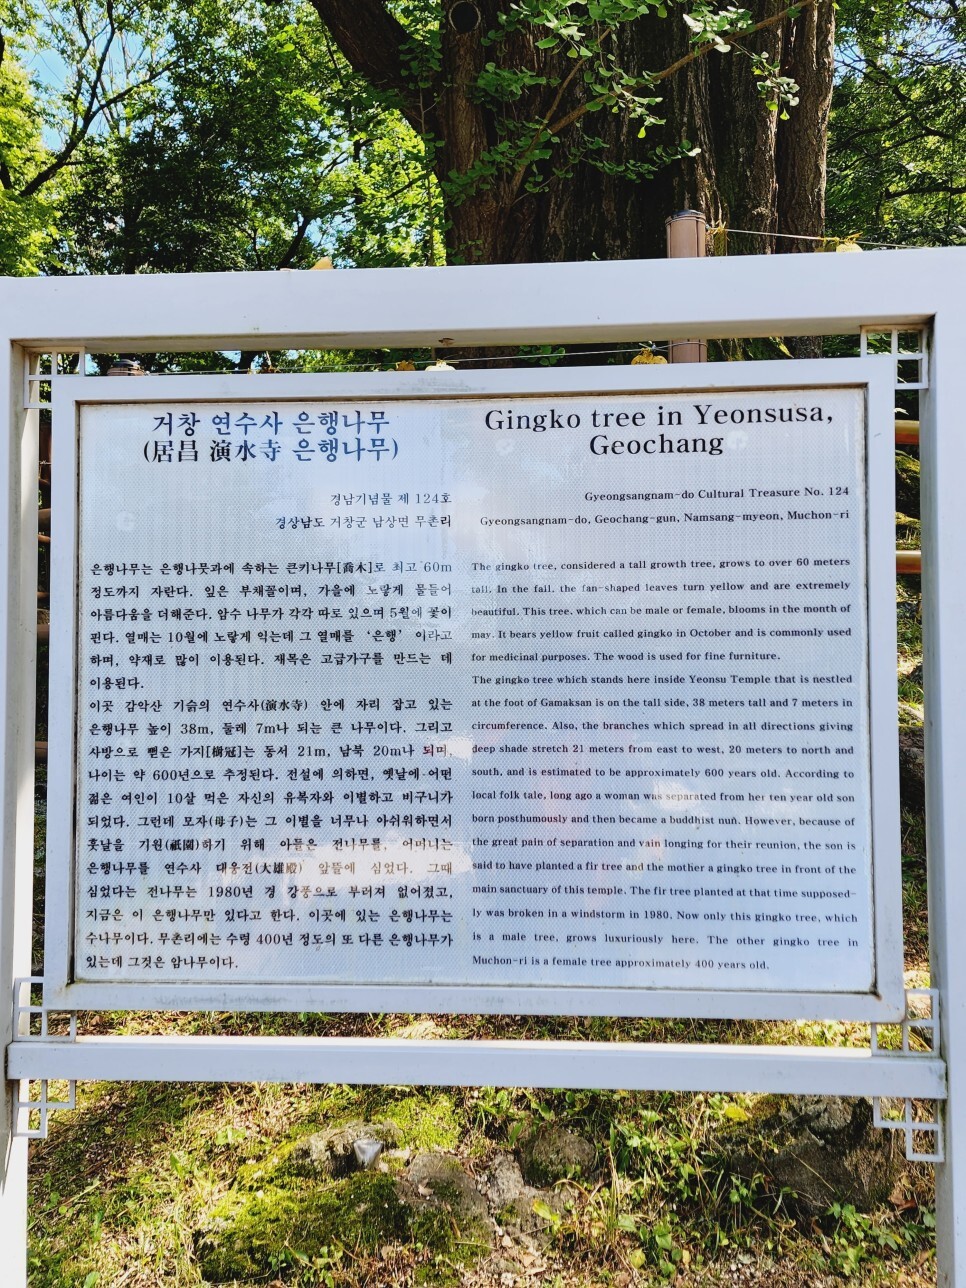 거창 연수사 은행나무
(居昌 演水寺 은행나무)
경남기념물 제 124호
경상남도 거창군 남상면 무촌리
은행나무는 은행나뭇과에 속하는 큰키나무[喬木]로 최고 60m
정도까지 자란다. 잎은 부채꼴이며, 가을에 노랗게 물들어
아름다움을 더해준다. 암수 나무가 각각 따로 있으며 5월에 꽃이
핀다. 열매는 10월에 노랗게 익는데 그 열매를 ‘은행’ 이라고
하며, 약재로 많이 이용된다. 재목은 고급가구를 만드는 데
이용된다.
이곳 감악산 기슭의 연수사(演水寺) 안에 자리 잡고 있는
은행나무 높이 38m, 둘레 7m나 되는 큰 나무이다. 그리고
사방으로 뻗은 가지[樹冠]는 동서 21m, 남북 20m나 되며,
나이는 약 600년으로 추정된다. 전설에 의하면, 옛날에 어떤
젊은 여인이 10살 먹은 자신의 유복자와 이별하고 비구니가
되었다. 그런데 모자(母子)는 그 이별을 너무나 아쉬워하면서
훗날을 기원(祗園)하기 위해 아들은 전나무를, 어머니는
은행나무를 연수사 대웅전(大雄殿) 앞뜰에 심었다. 그때
심었다는 전나무는 1980년 경 강풍으로 부러져 없어졌고,
지금은 이 은행나무만 있다고 한다. 이곳에 있는 은행나무는
수나무이다. 무촌리에는 수령 400년 정도의 또 다른 은행나무가
있는데 그것은 암나무이다.
Gingko tree in Yeonsusa,
Geochang
Gyeongsangnam-do Cultural Treasure No. 124
Gyeongsangnam-do, Geochang-gun, Namsang-myeon, Muchon-ri
The gingko tree, considered a tall growth tree, grows to over 60 meters
tall. In the fall. the fan-shaped leaves turn yellow and are extremely
beautiful. This tree, which can be male or female, blooms in the month of
may. It bears yellow fruit called gingko in October and is commonly used
for medicinal purposes. The wood is used for fine furniture.
The gingko tree which stands here inside Yeonsu Temple that is nestled
at the foot of Gamaksan is on the tall side, 38 meters tall and 7 meters in
circumference. Also, the branches which spread in all directions giving
deep shade stretch 21 meters from east to west, 20 meters to north and
south, and is estimated to be approximately 600 years old. According to
local folk tale, long ago a woman was separated from her ten year old son
born posthumously and then became a buddhist nun. However, because of
the great pain of separation and vain longing for their reunion, the son is
said to have planted a fir tree and the mother a gingko tree in front of the
main sanctuary of this temple. The fir tree planted at that time supposed-
ly was broken in a windstorm in 1980. Now only this gingko tree, which
is a male tree, grows luxuriously here. The other gingko tree in
Muchon-ri is a female tree approximately 400 years old.